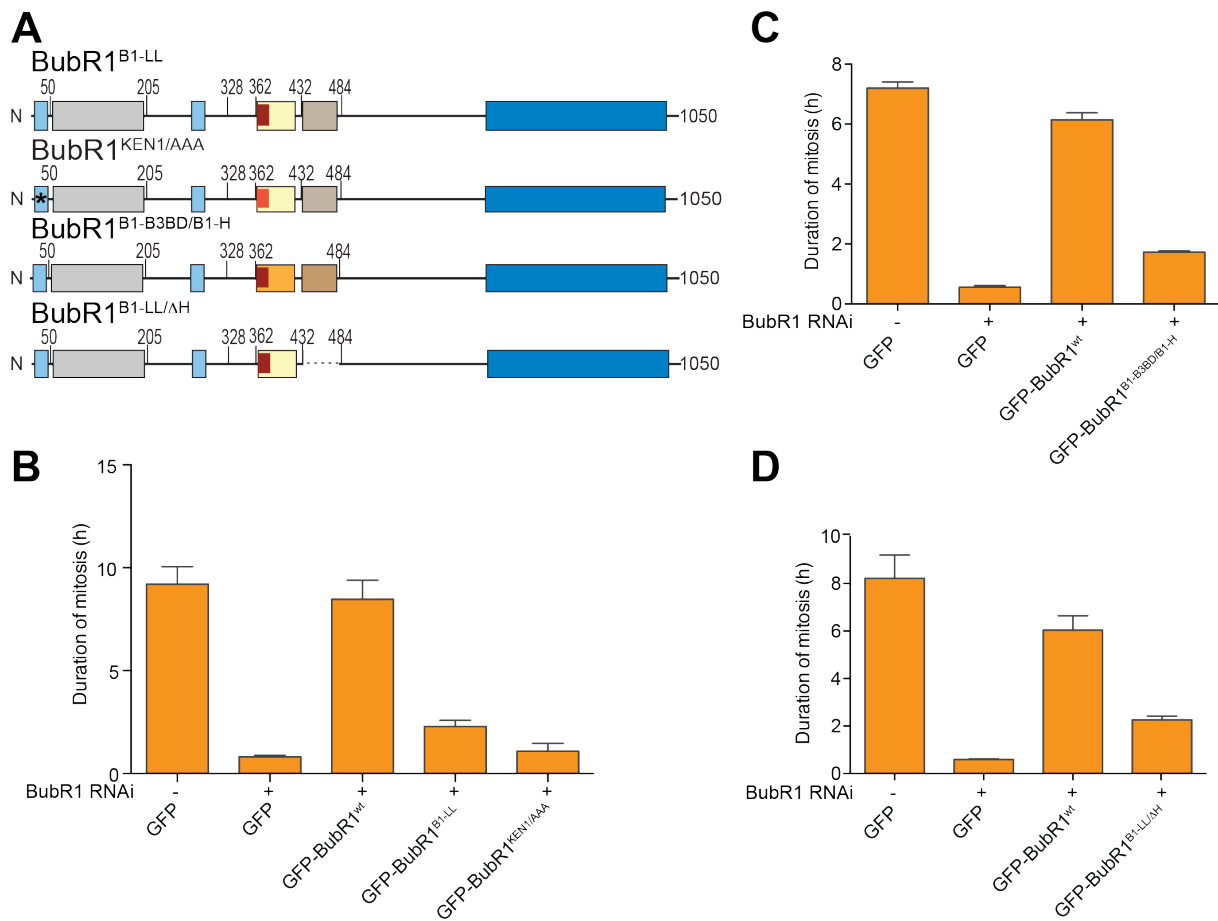 A
BubR1B1-LL
50 205 328 362 432 484
N 1050
BubR1KEN1/AAA
50 205 328 362 432 484
N * 1050
BubR1B1-B3BD/B1-H
50 205 328 362 432 484
N 1050
BubR1B1-LL/ΔH
50 205 328 362 432 484
N 1050
B
Duration of mitosis (h)
15
10
5
0
BubR1 RNAi - + + + +
GFP
GFP
GFP-BubR1wt
GFP-BubR1B1-LL
GFP-BubR1KEN1/AAA
C
Duration of mitosis (h)
8
6
4
2
0
BubR1 RNAi - + + +
GFP
GFP
GFP-BubR1wt
GFP-BubR1B1-B3BD/B1-H
D
Duration of mitosis (h)
10
8
6
4
2
0
BubR1 RNAi - + + +
GFP
GFP
GFP-BubR1wt
GFP-BubR1B1-LL/ΔH